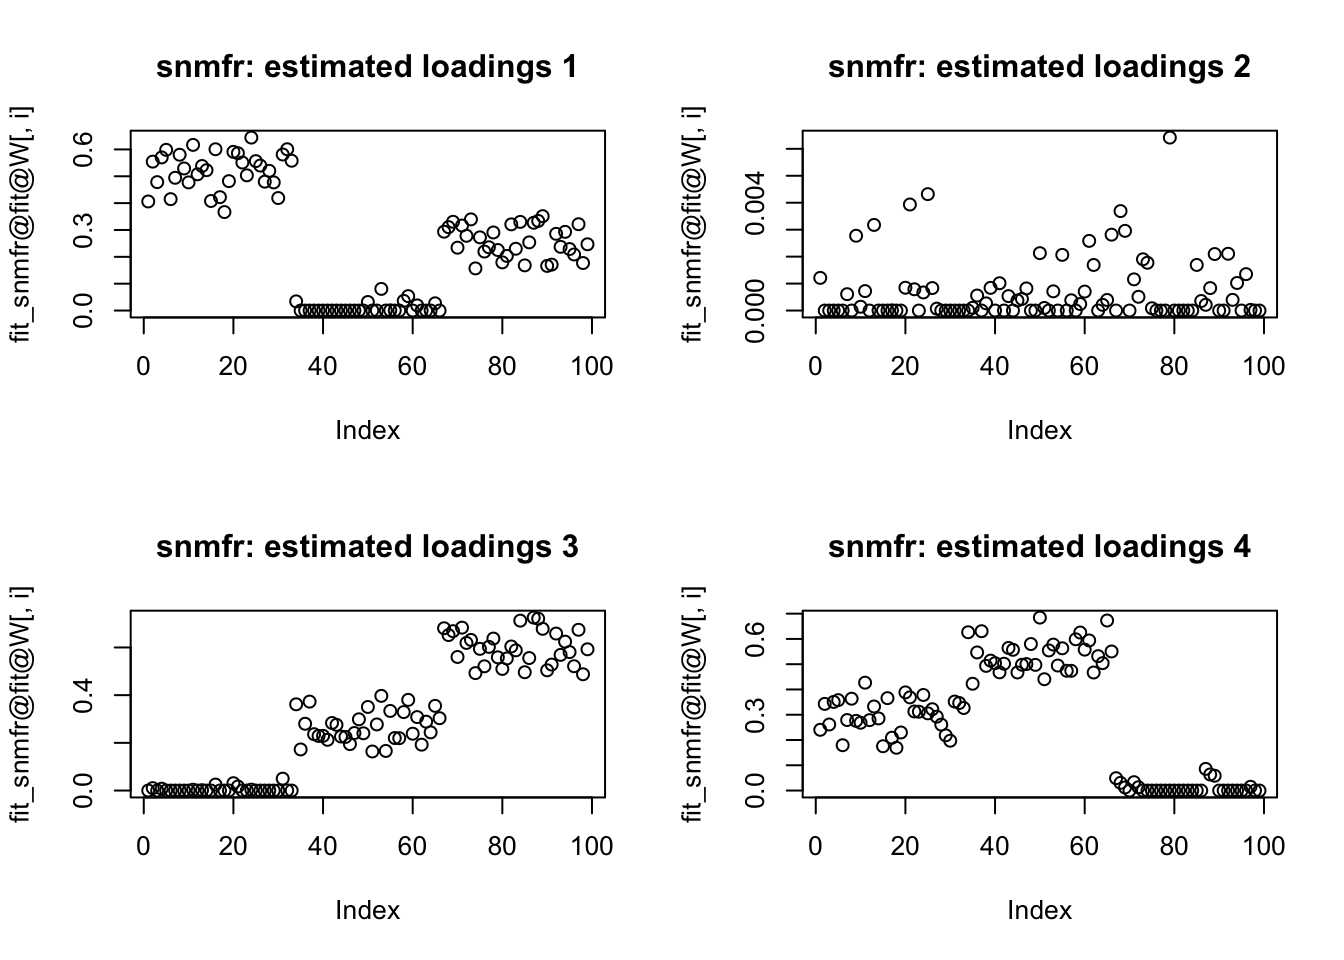 snmfr: estimated loadings 1
fit_snmfr@fit@W[, i]
0.0 0.3 0.6
0 20 40 60 80 100
Index
snmfr: estimated loadings 2
fit_snmfr@fit@W[, i]
0.000 0.004
0 20 40 60 80 100
Index
snmfr: estimated loadings 3
fit_snmfr@fit@W[, i]
0.0 0.4
0 20 40 60 80 100
Index
snmfr: estimated loadings 4
fit_snmfr@fit@W[, i]
0.0 0.3 0.6
0 20 40 60 80 100
Index